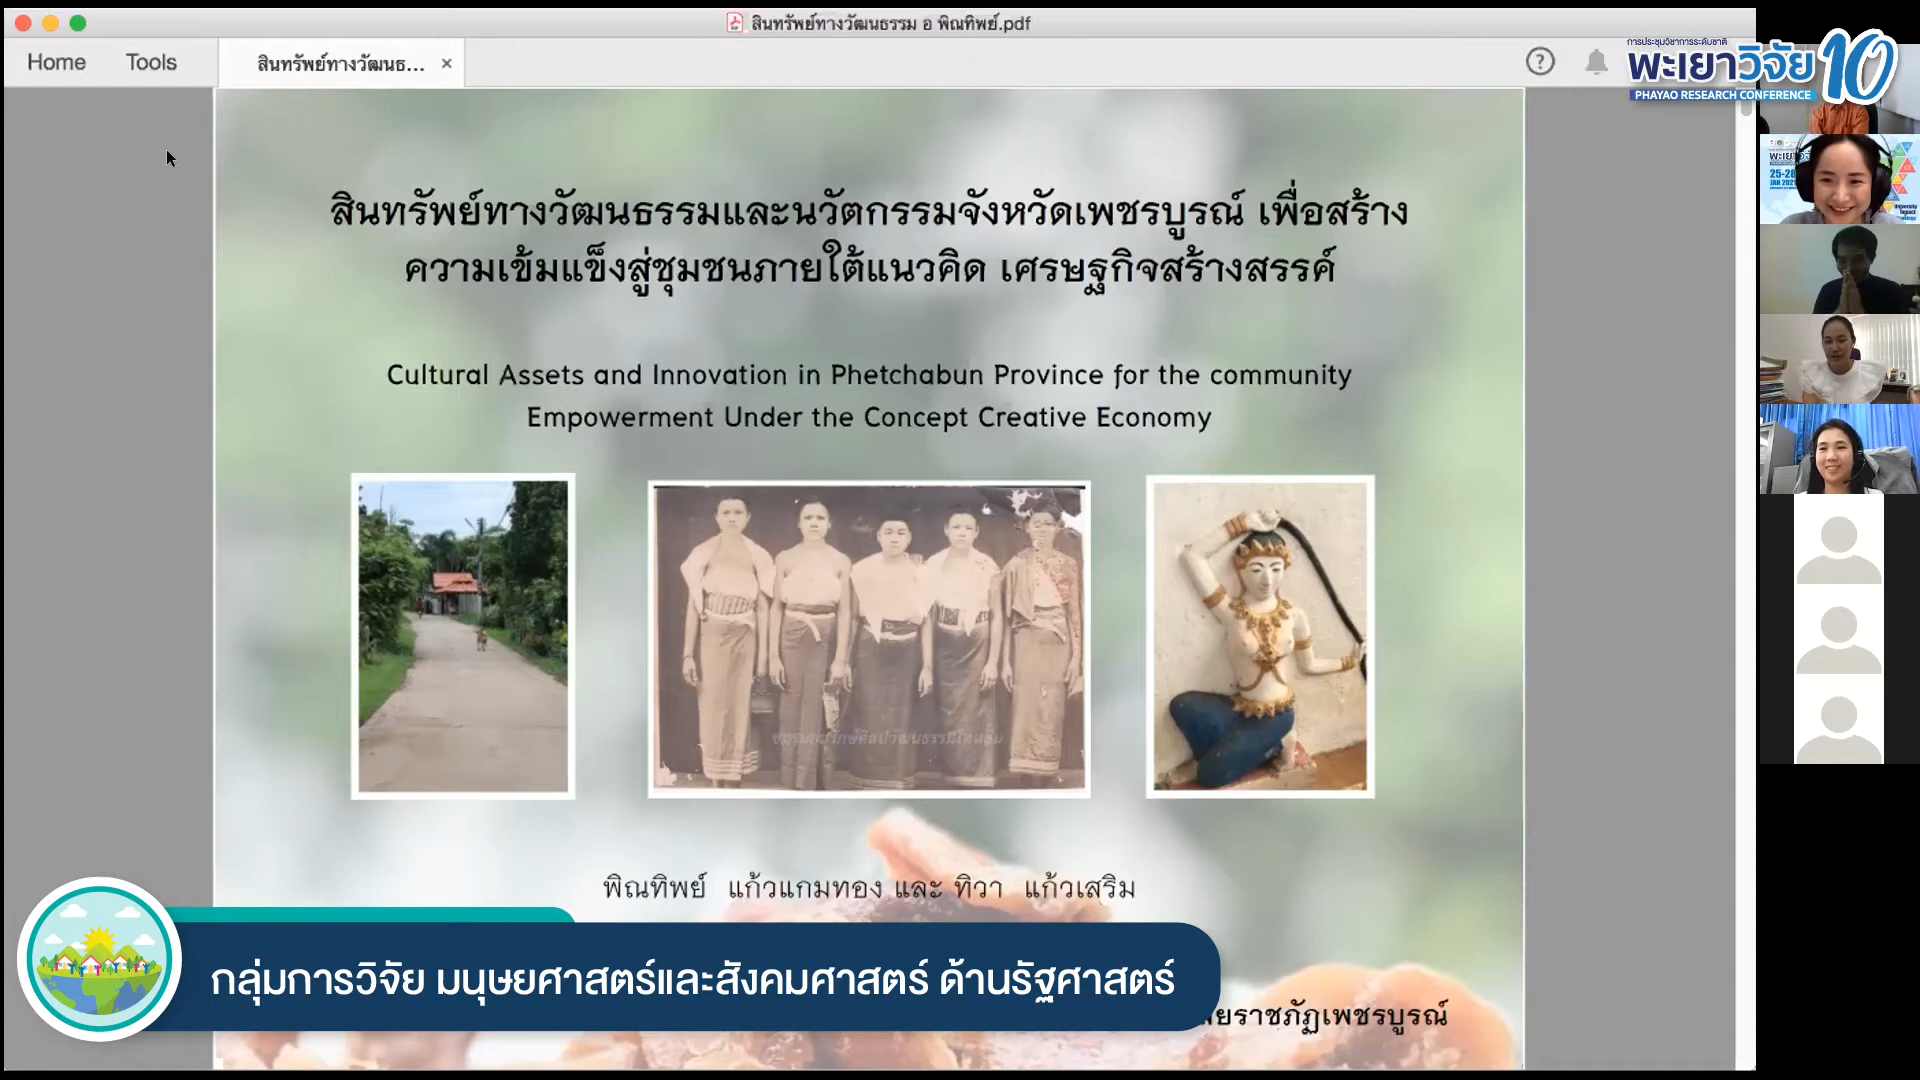 สินทรัพย์ทางวัฒนธรรม อ พิณทิพย์.pdf
Home
Tools
สินทรัพย์ทางวัฒนธ...
การประชุมวิชาการระดับชาติ
พะเยาวิจัย 10
PHAYAO RESEARCH CONFERENCE
สินทรัพย์ทางวัฒนธรรมและนวัตกรรมจังหวัดเพชรบูรณ์ เพื่อสร้าง
ความเข้มแข็งสู่ชุมชนภายใต้แนวคิด เศรษฐกิจสร้างสรรค์
Cultural Assets and Innovation in Phetchabun Province for the community
Empowerment Under the Concept Creative Economy
พิณทิพย์ แก้วแกมทอง และ ทิวา แก้วเสริม
กลุ่มการวิจัย มนุษยศาสตร์และสังคมศาสตร์ ด้านรัฐศาสตร์
ยราชภัฏเพชรบูรณ์